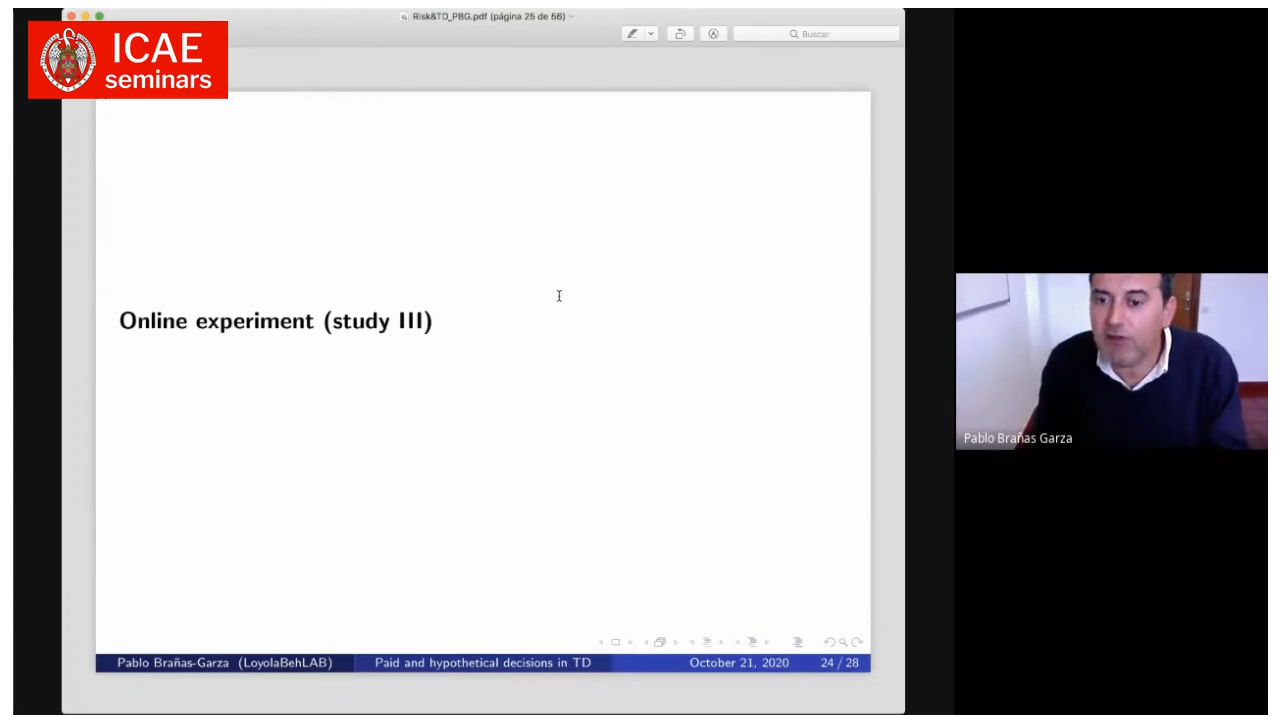 Risk&TD_PBG.pdf (página 25 de 56)
Buscar
ICAE
seminars
Online experiment (study III)
Pablo Brañas Garza
Pablo Brañas-Garza (LoyolaBehLAB) Paid and hypothetical decisions in TD October 21, 2020 24 / 28